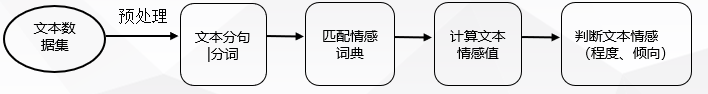 文本数
据集
预处理
文本分句
|分词
匹配情感
词典
计算文本
情感值
判断文本情感
（程度、倾向）